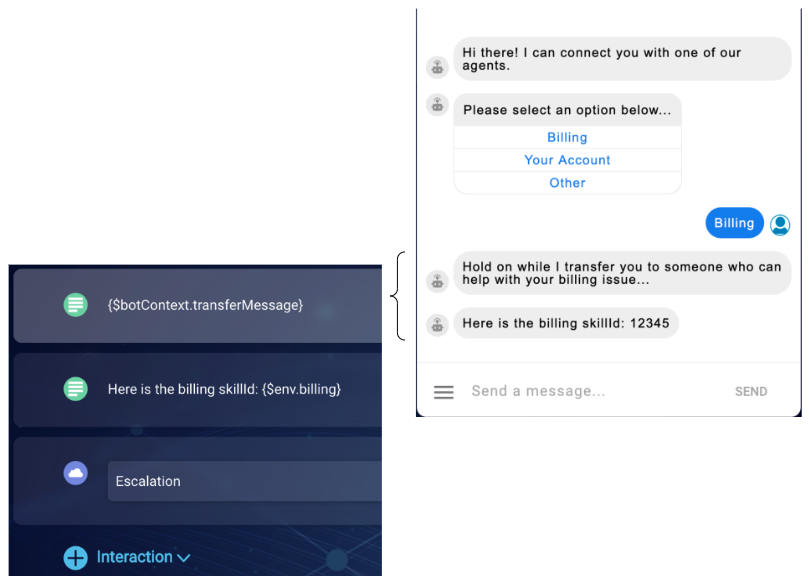 Hi there! I can connect you with one of our
agents.
Please select an option below...
Billing
Your Account
Other
Billing
Hold on while I transfer you to someone who can
help with your billing issue...
Here is the billing skillId: 12345
Send a message...
SEND
{$botContext.transferMessage}
Here is the billing skillId: {$env.billing}
Escalation
Interaction